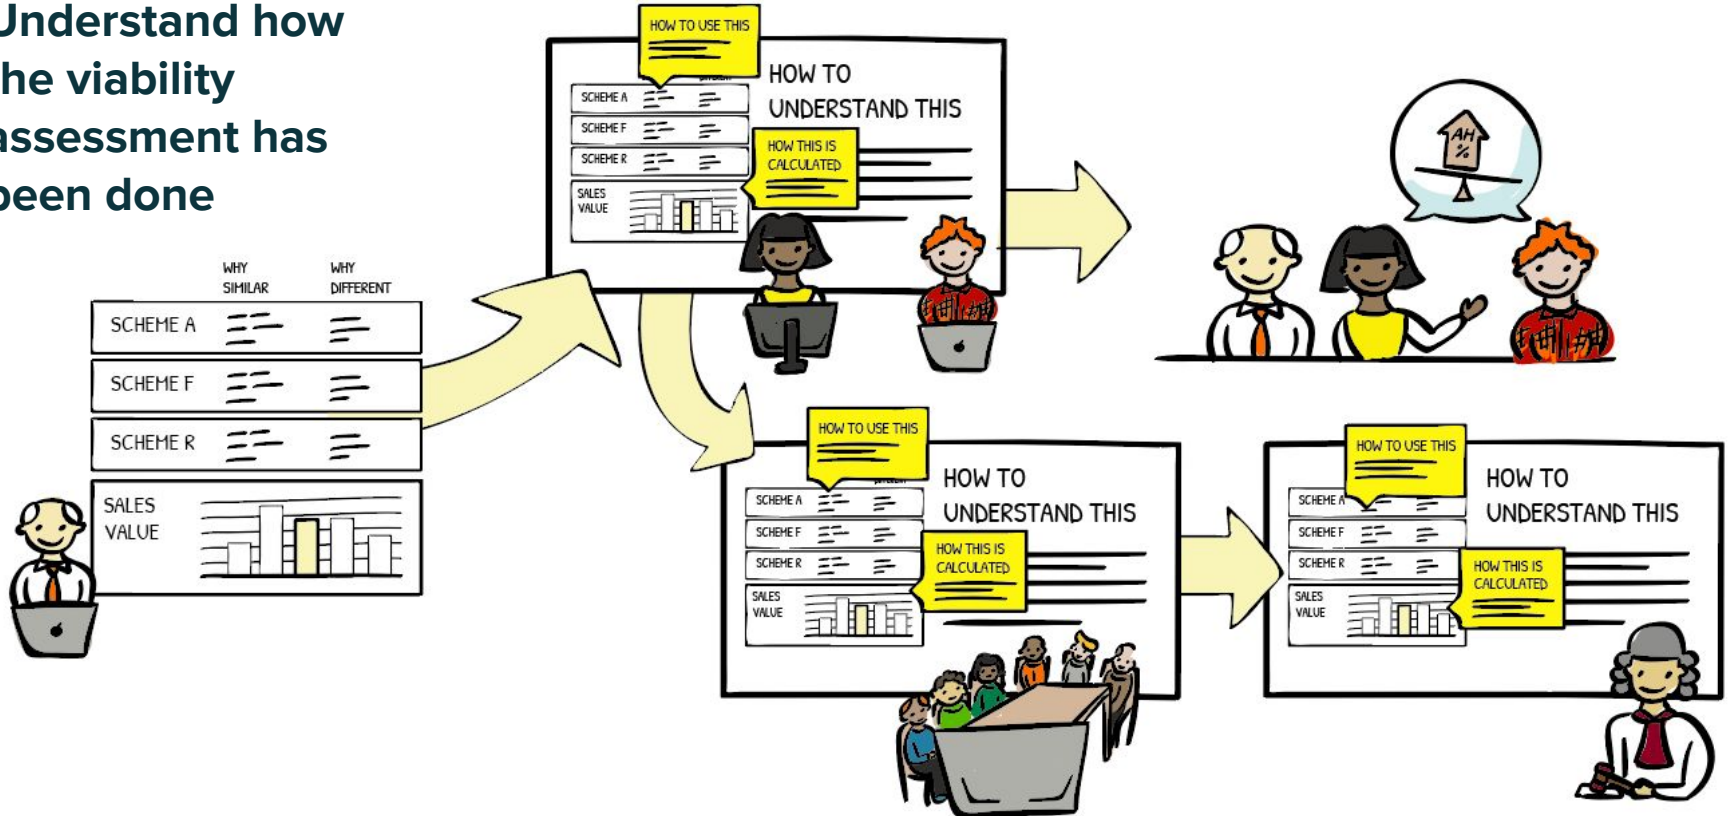 Understand how
the viability
assessment has
been done
WHY
SIMILAR
WHY
DIFFERENT
SCHEME A
SCHEME F
SCHEME R
SALES
VALUE
HOW TO USE THIS
HOW TO
UNDERSTAND THIS
SCHEME A
SCHEME F
SCHEME R
HOW THIS IS
CALCULATED
SALES
VALUE
AH
%
HOW TO USE THIS
HOW TO
UNDERSTAND THIS
SCHEME A
SCHEME F
SCHEME R
HOW THIS IS
CALCULATED
SALES
VALUE
HOW TO USE THIS
HOW TO
UNDERSTAND THIS
SCHEME A
SCHEME F
SCHEME R
HOW THIS IS
CALCULATED
SALES
VALUE